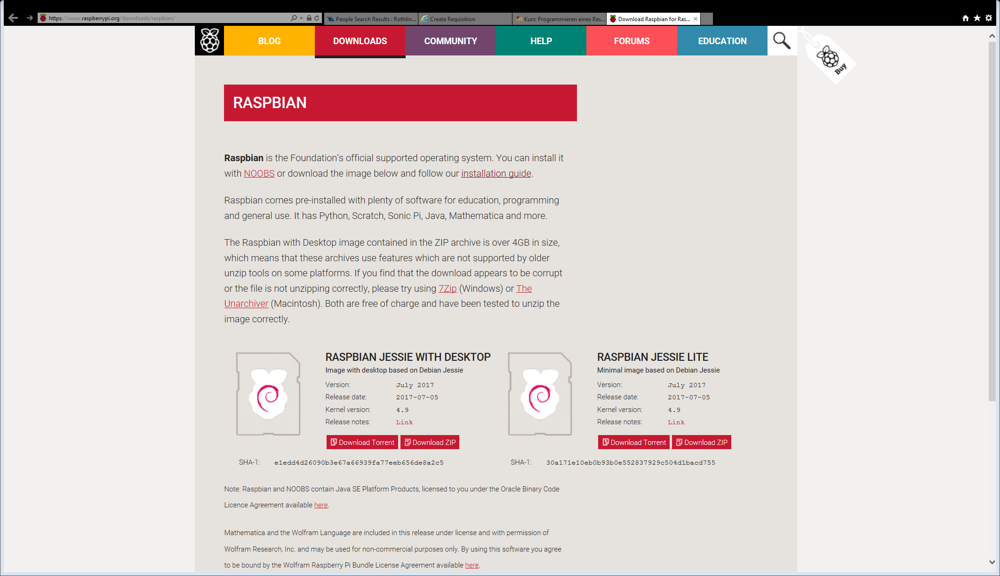 https://www.raspberrypi.org/downloads/raspbian/
People Search Results : Rothlin...
Create Requisition
Kurs: Programmieren eines Ras...
Download Raspbian for Ras...
BLOG
DOWNLOADS
COMMUNITY
HELP
FORUMS
EDUCATION
Buy
RASPBIAN
Raspbian is the Foundation’s official supported operating system. You can install it
with NOOBS or download the image below and follow our installation guide.
Raspbian comes pre-installed with plenty of software for education, programming
and general use. It has Python, Scratch, Sonic Pi, Java, Mathematica and more.
The Raspbian with Desktop image contained in the ZIP archive is over 4GB in size,
which means that these archives use features which are not supported by older
unzip tools on some platforms. If you find that the download appears to be corrupt
or the file is not unzipping correctly, please try using 7Zip (Windows) or The
Unarchiver (Macintosh). Both are free of charge and have been tested to unzip the
image correctly.
RASPBIAN JESSIE WITH DESKTOP
Image with desktop based on Debian Jessie
Version: July 2017
Release date: 2017-07-05
Kernel version: 4.9
Release notes: Link
Download Torrent Download ZIP
SHA-1: e1edd4d26090b3e67a66939fa77eeb656de8a2c5
RASPBIAN JESSIE LITE
Minimal image based on Debian Jessie
Version: July 2017
Release date: 2017-07-05
Kernel version: 4.9
Release notes: Link
Download Torrent Download ZIP
SHA-1: 30a171e10eb0b93b0e552837929c504d1bacd755
Note: Raspbian and NOOBS contain Java SE Platform Products, licensed to you under the Oracle Binary Code
Licence Agreement available here.
Mathematica and the Wolfram Language are included in this release under license and with permission of
Wolfram Research, Inc. and may be used for non-commercial purposes only. By using this software you agree
to be bound by the Wolfram Raspberry Pi Bundle License Agreement available here.